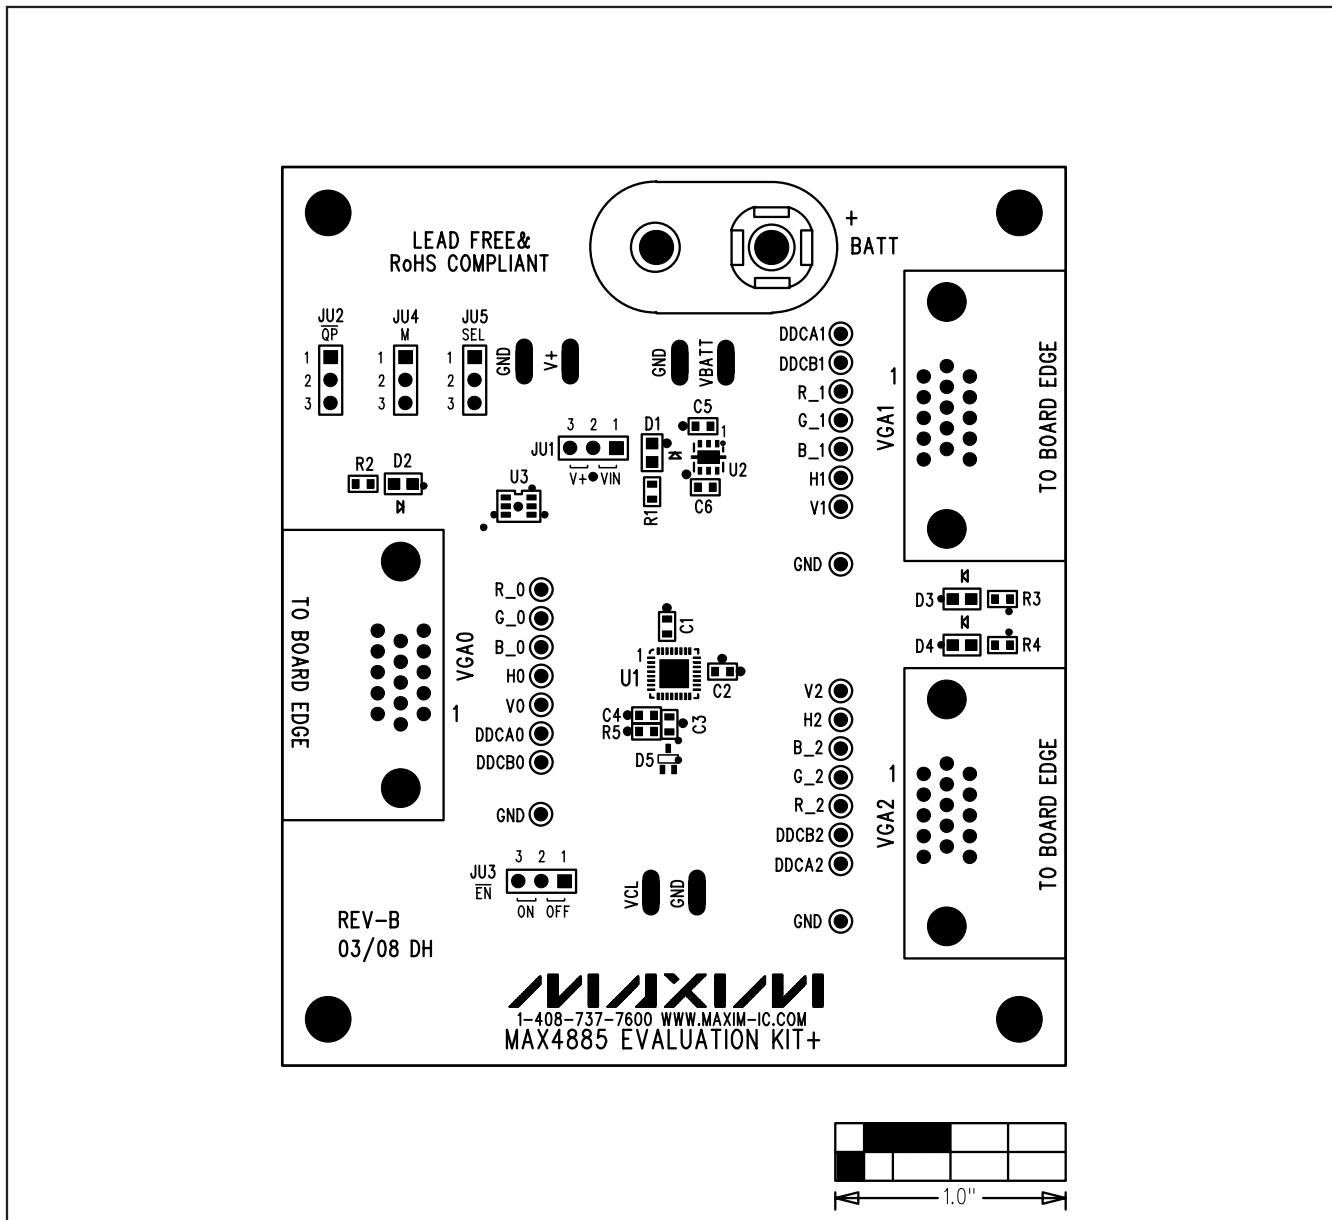 LEAD FREE&
RoHS COMPLIANT
+
BATT
JU2
QP
1
2
3
JU4
M
1
2
3
JU5
SEL
1
2
3
GND
V+
GND
VBATT
DDCA1
DDCB1
R_1
G_1
B_1
H1
V1
GND
1
VGA1
TO BOARD EDGE
3 2 1
JU1
V+ VIN
D1
R1
C5
1
U2
C6
R2
D2
U3
TO BOARD EDGE
VGA0
1
R_0
G_0
B_0
H0
V0
DDCA0
DDCB0
GND
C1
1
U1
C2
C4
R5
C3
D5
D3
R3
D4
R4
V2
H2
B_2
G_2
R_2
DDCB2
DDCA2
GND
1
VGA2
TO BOARD EDGE
3 2 1
JU3
EN
ON OFF
VCL
GND
REV-B
03/08 DH
MAXIM
1-408-737-7600 WWW.MAXIM-IC.COM
MAX4885 EVALUATION KIT+
1.0"